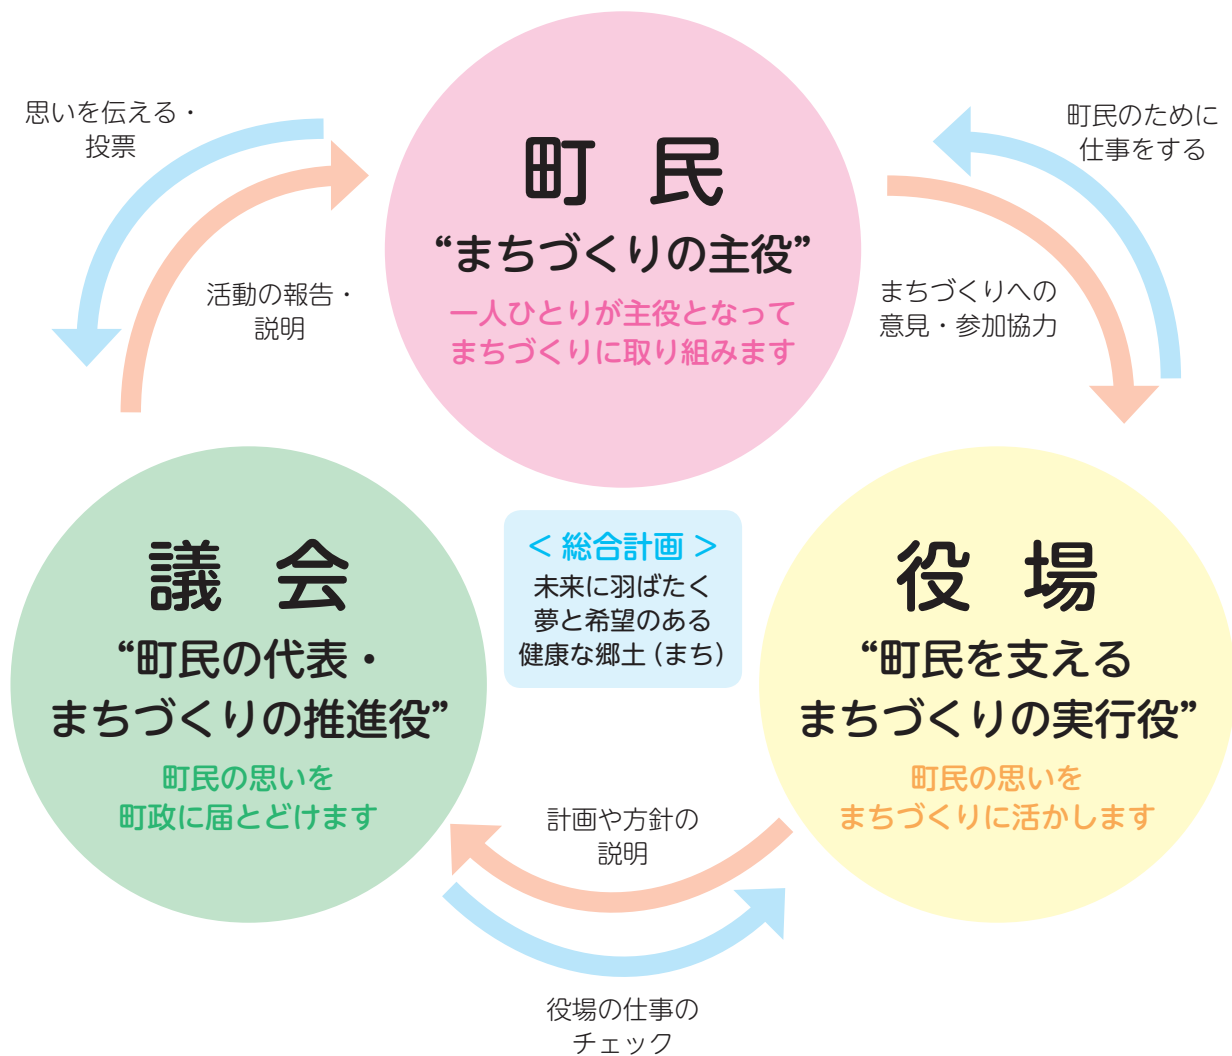 思いを伝える・
投票
町民のために
仕事をする
町 民
“まちづくりの主役”
一人ひとりが主役となって
まちづくりに取り組みます
活動の報告・
説明
まちづくりへの
意見・参加協力
議 会
“町民の代表・
まちづくりの推進役”
町民の思いを
町政に届とどけます
＜ 総合計画 ＞
未来に羽ばたく
夢と希望のある
健康な郷土（まち）
役 場
“町民を支える
まちづくりの実行役”
町民の思いを
まちづくりに活かします
計画や方針の
説明
役場の仕事の
チェック